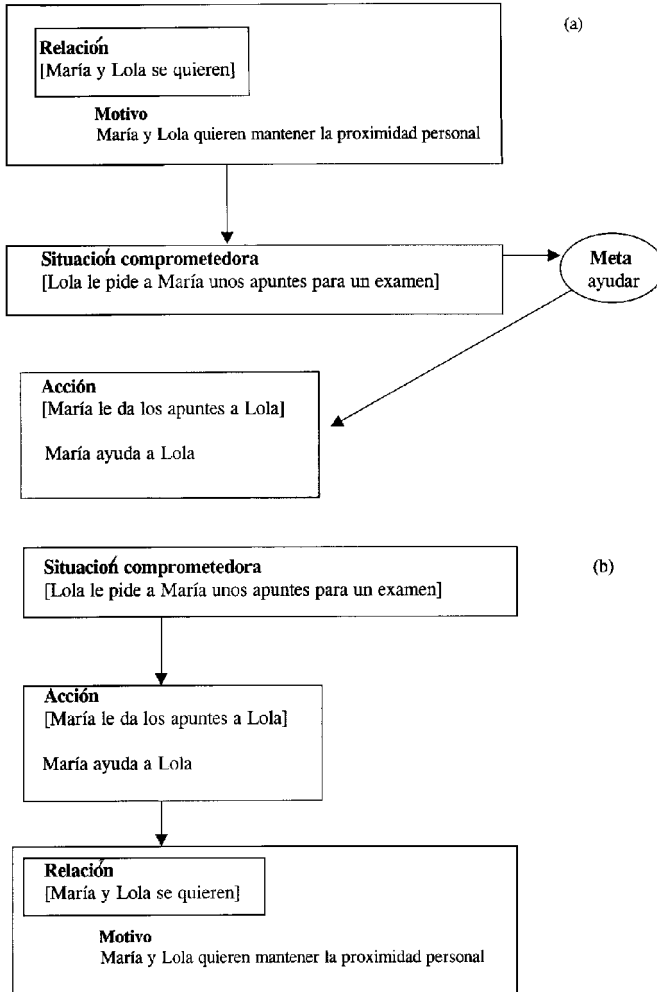 (a)
Relación
[María y Lola se quieren]
Motivo
María y Lola quieren mantener la proximidad personal
Situación comprometedora
[Lola le pide a María unos apuntes para un examen]
Meta
ayudar
Acción
[María le da los apuntes a Lola]
María ayuda a Lola
(b)
Situación comprometedora
[Lola le pide a María unos apuntes para un examen]
Acción
[María le da los apuntes a Lola]
María ayuda a Lola
Relación
[María y Lola se quieren]
Motivo
María y Lola quieren mantener la proximidad personal